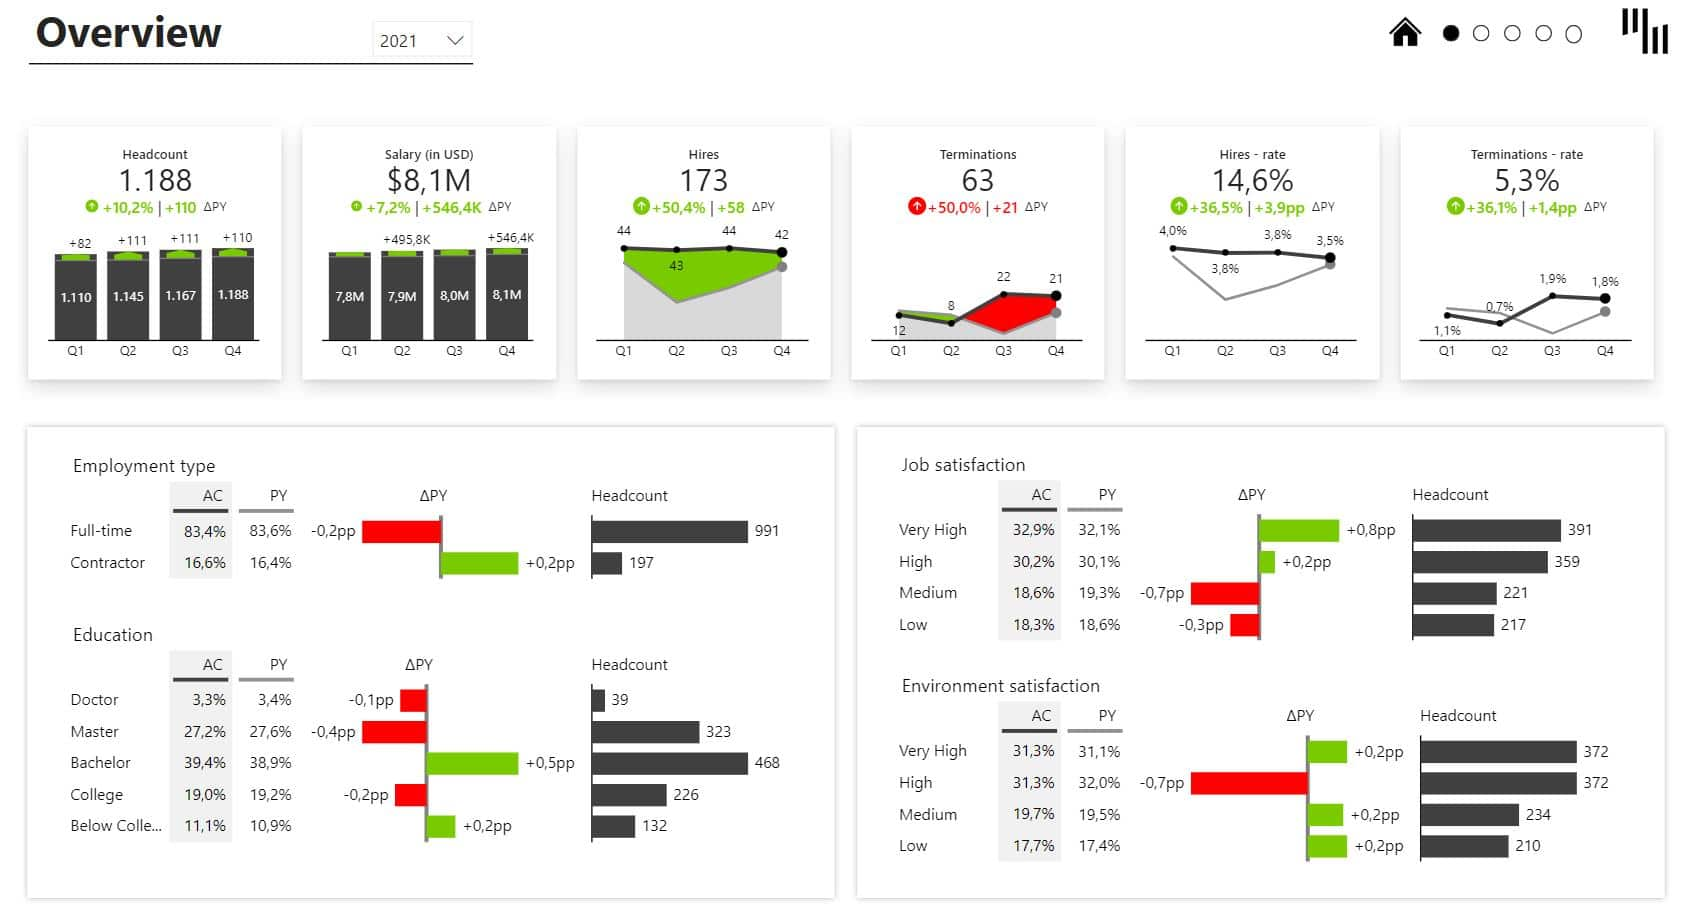 Overview
2021
Headcount
1.188
+10,2% | +110 ΔPY
+82 +111 +111 +110
1.110 1.145 1.167 1.188
Q1 Q2 Q3 Q4
Salary (in USD)
$8,1M
+7,2% | +546,4K ΔPY
+495,8K +546,4K
7,8M 7,9M 8,0M 8,1M
Q1 Q2 Q3 Q4
Hires
173
+50,4% | +58 ΔPY
44 43 44 42
Q1 Q2 Q3 Q4
Terminations
63
+50,0% | +21 ΔPY
12 8 22 21
Q1 Q2 Q3 Q4
Hires - rate
14,6%
+36,5% | +3,9pp ΔPY
4,0% 3,8% 3,8% 3,5%
Q1 Q2 Q3 Q4
Terminations - rate
5,3%
+36,1% | +1,4pp ΔPY
1,1% 0,7% 1,9% 1,8%
Q1 Q2 Q3 Q4
Employment type
AC PY ΔPY Headcount
Full-time 83,4% 83,6% -0,2pp 991
Contractor 16,6% 16,4% +0,2pp 197
Education
AC PY ΔPY Headcount
Doctor 3,3% 3,4% -0,1pp 39
Master 27,2% 27,6% -0,4pp 323
Bachelor 39,4% 38,9% +0,5pp 468
College 19,0% 19,2% -0,2pp 226
Below Colle... 11,1% 10,9% +0,2pp 132
Job satisfaction
AC PY ΔPY Headcount
Very High 32,9% 32,1% +0,8pp 391
High 30,2% 30,1% +0,2pp 359
Medium 18,6% 19,3% -0,7pp 221
Low 18,3% 18,6% -0,3pp 217
Environment satisfaction
AC PY ΔPY Headcount
Very High 31,3% 31,1% +0,2pp 372
High 31,3% 32,0% -0,7pp 372
Medium 19,7% 19,5% +0,2pp 234
Low 17,7% 17,4% +0,2pp 210